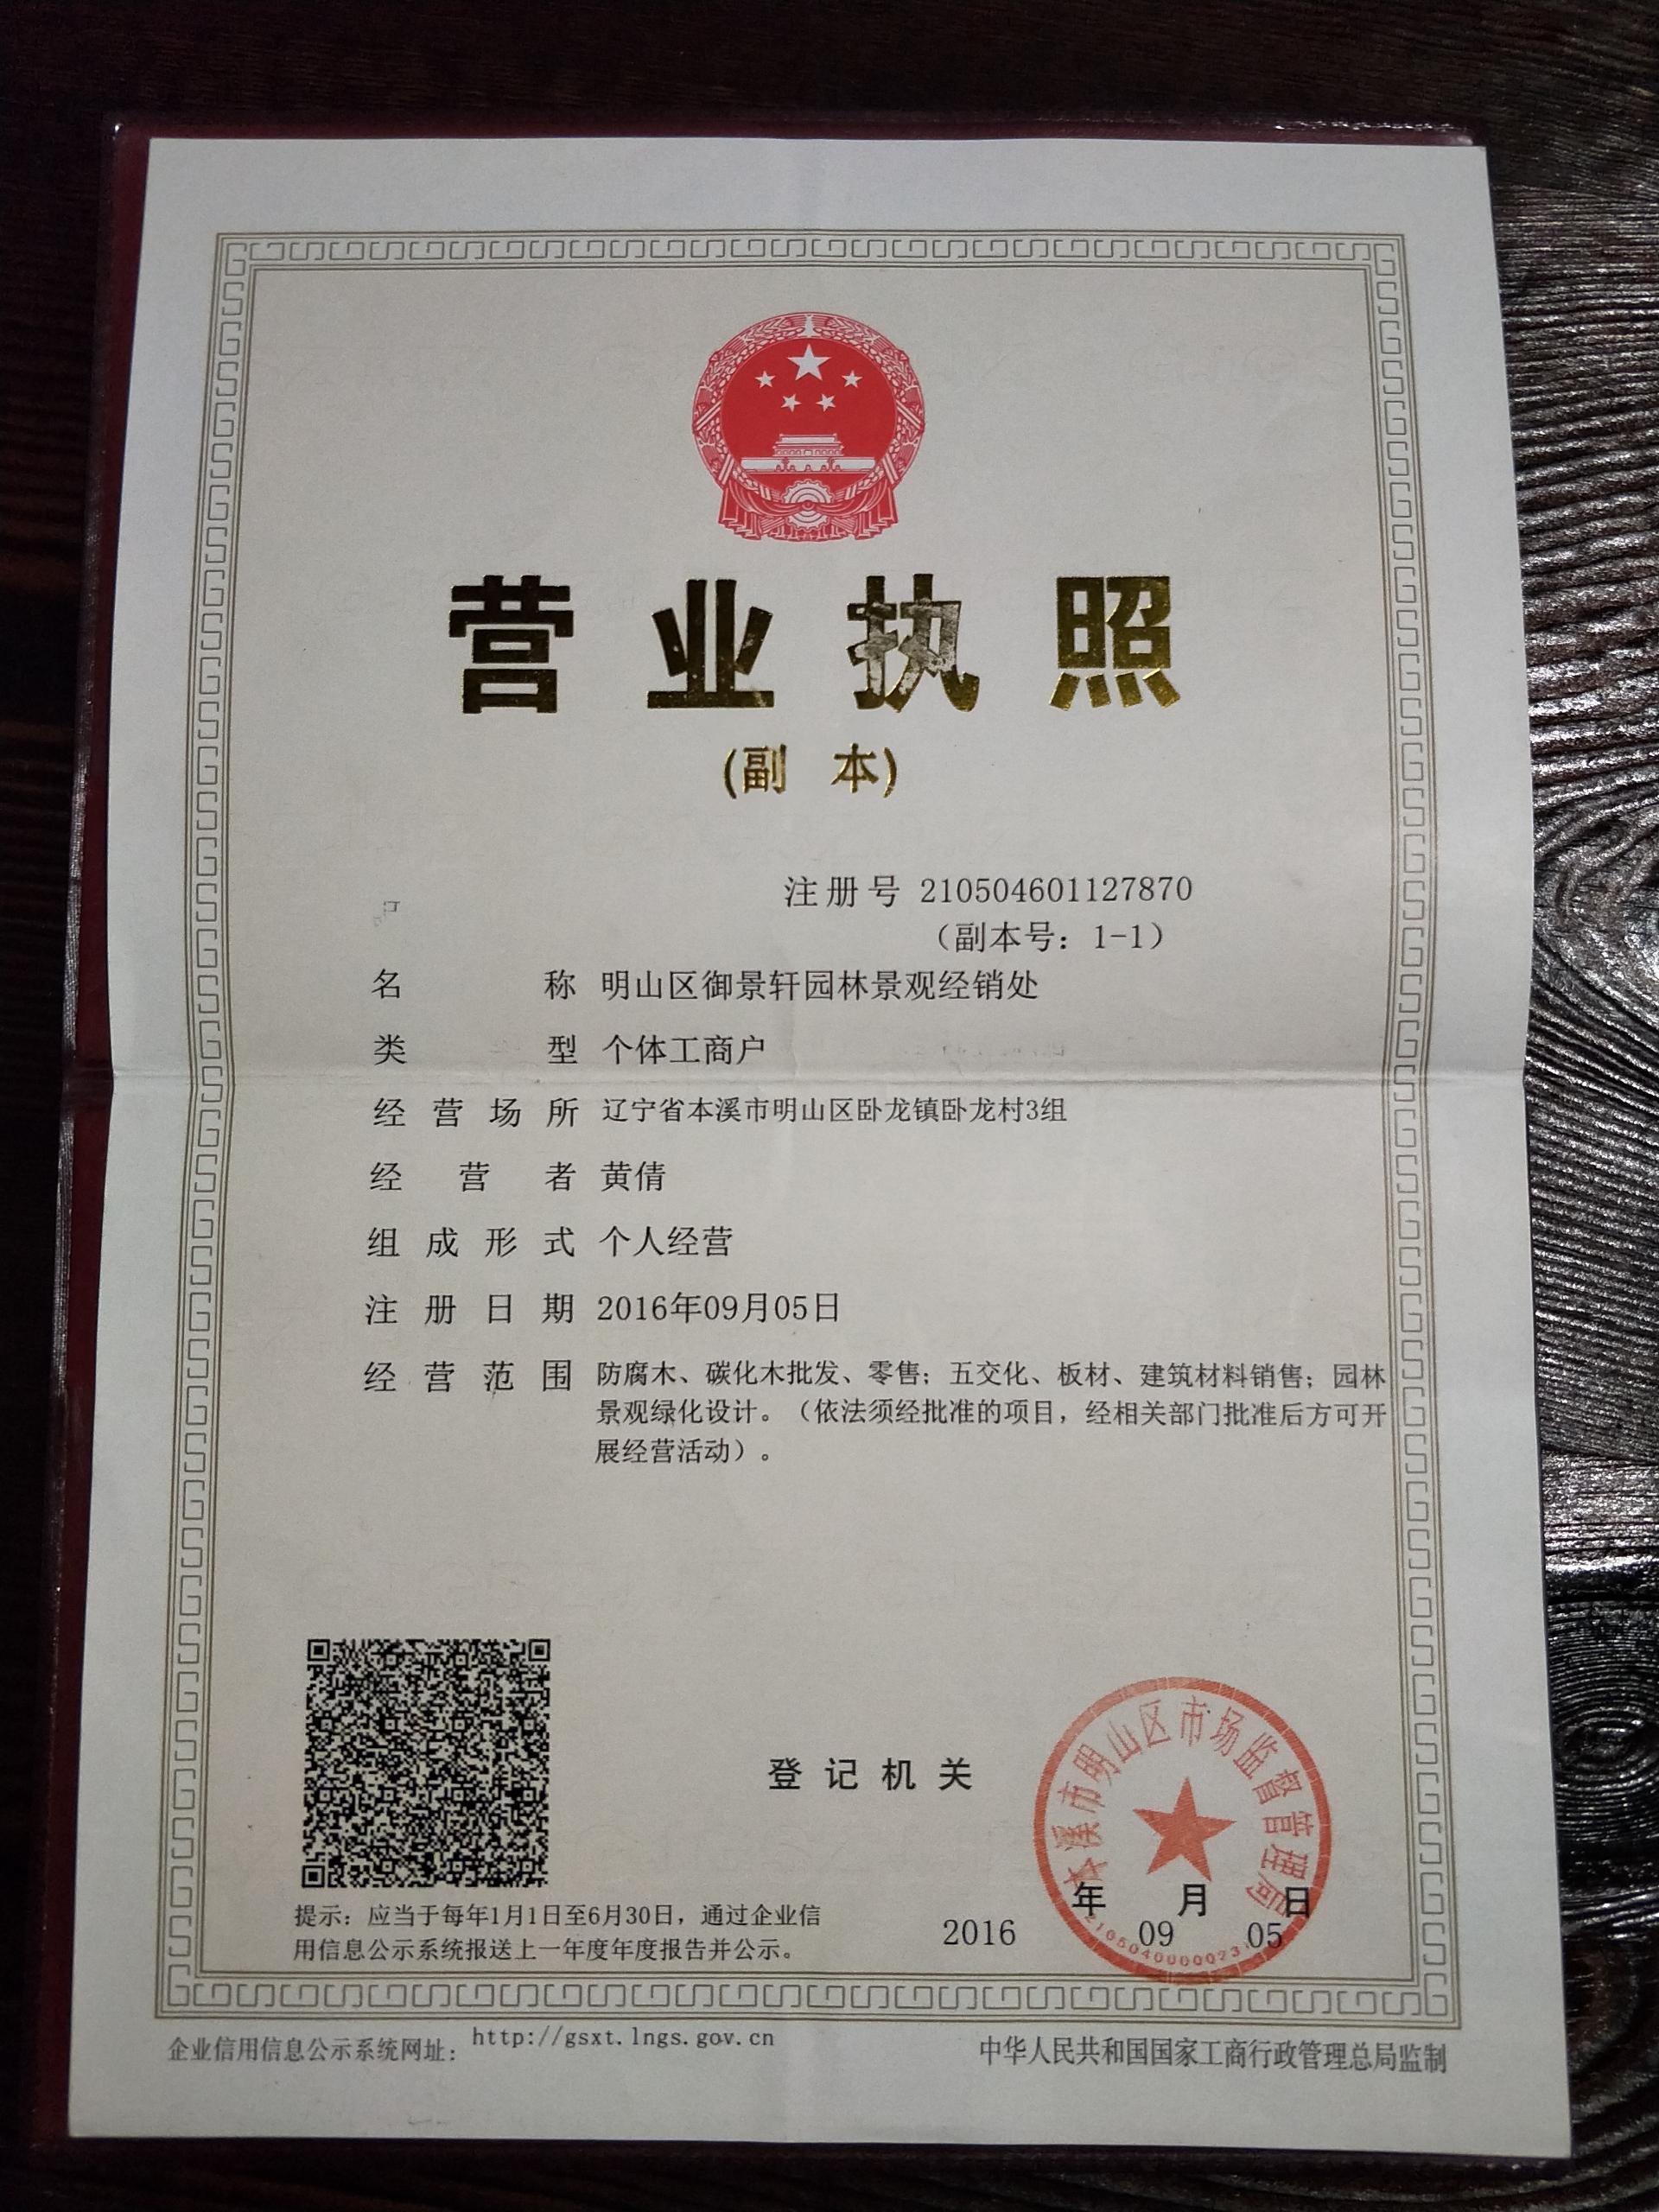 营业执照
(副 本)
注册号 210504601127870
（副本号：1-1）
名 称 明山区御景轩园林景观经销处
类 型 个体工商户
经营场所 辽宁省本溪市明山区卧龙镇卧龙村3组
经营者 黄倩
组成形式 个人经营
注册日期 2016年09月05日
经营范围 防腐木、碳化木批发、零售；五交化、板材、建筑材料销售；园林
景观绿化设计。（依法须经批准的项目，经相关部门批准后方可开
展经营活动）。
登记机关
本溪市明山区市场监督管理局
年 月 日
2016 09 05
提示：应当于每年1月1日至6月30日，通过企业信
用信息公示系统报送上一年度年度报告并公示。
企业信用信息公示系统网址： http://gsxt.lngs.gov.cn
中华人民共和国国家工商行政管理总局监制